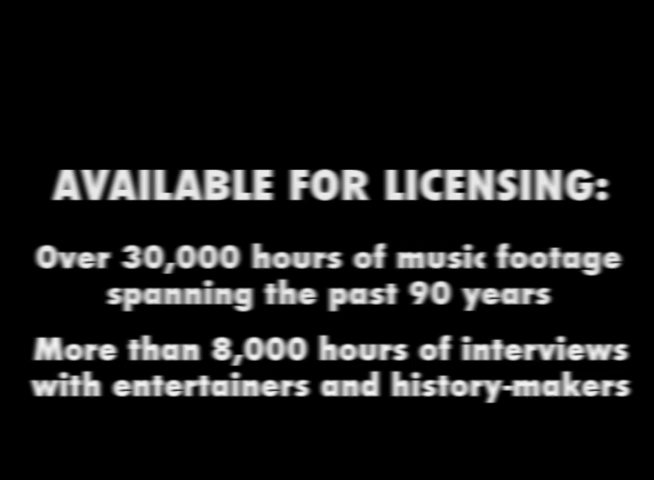 AVAILABLE FOR LICENSING:
Over 30,000 hours of music footage
spanning the past 90 years
More than 8,000 hours of interviews
with entertainers and history-makers